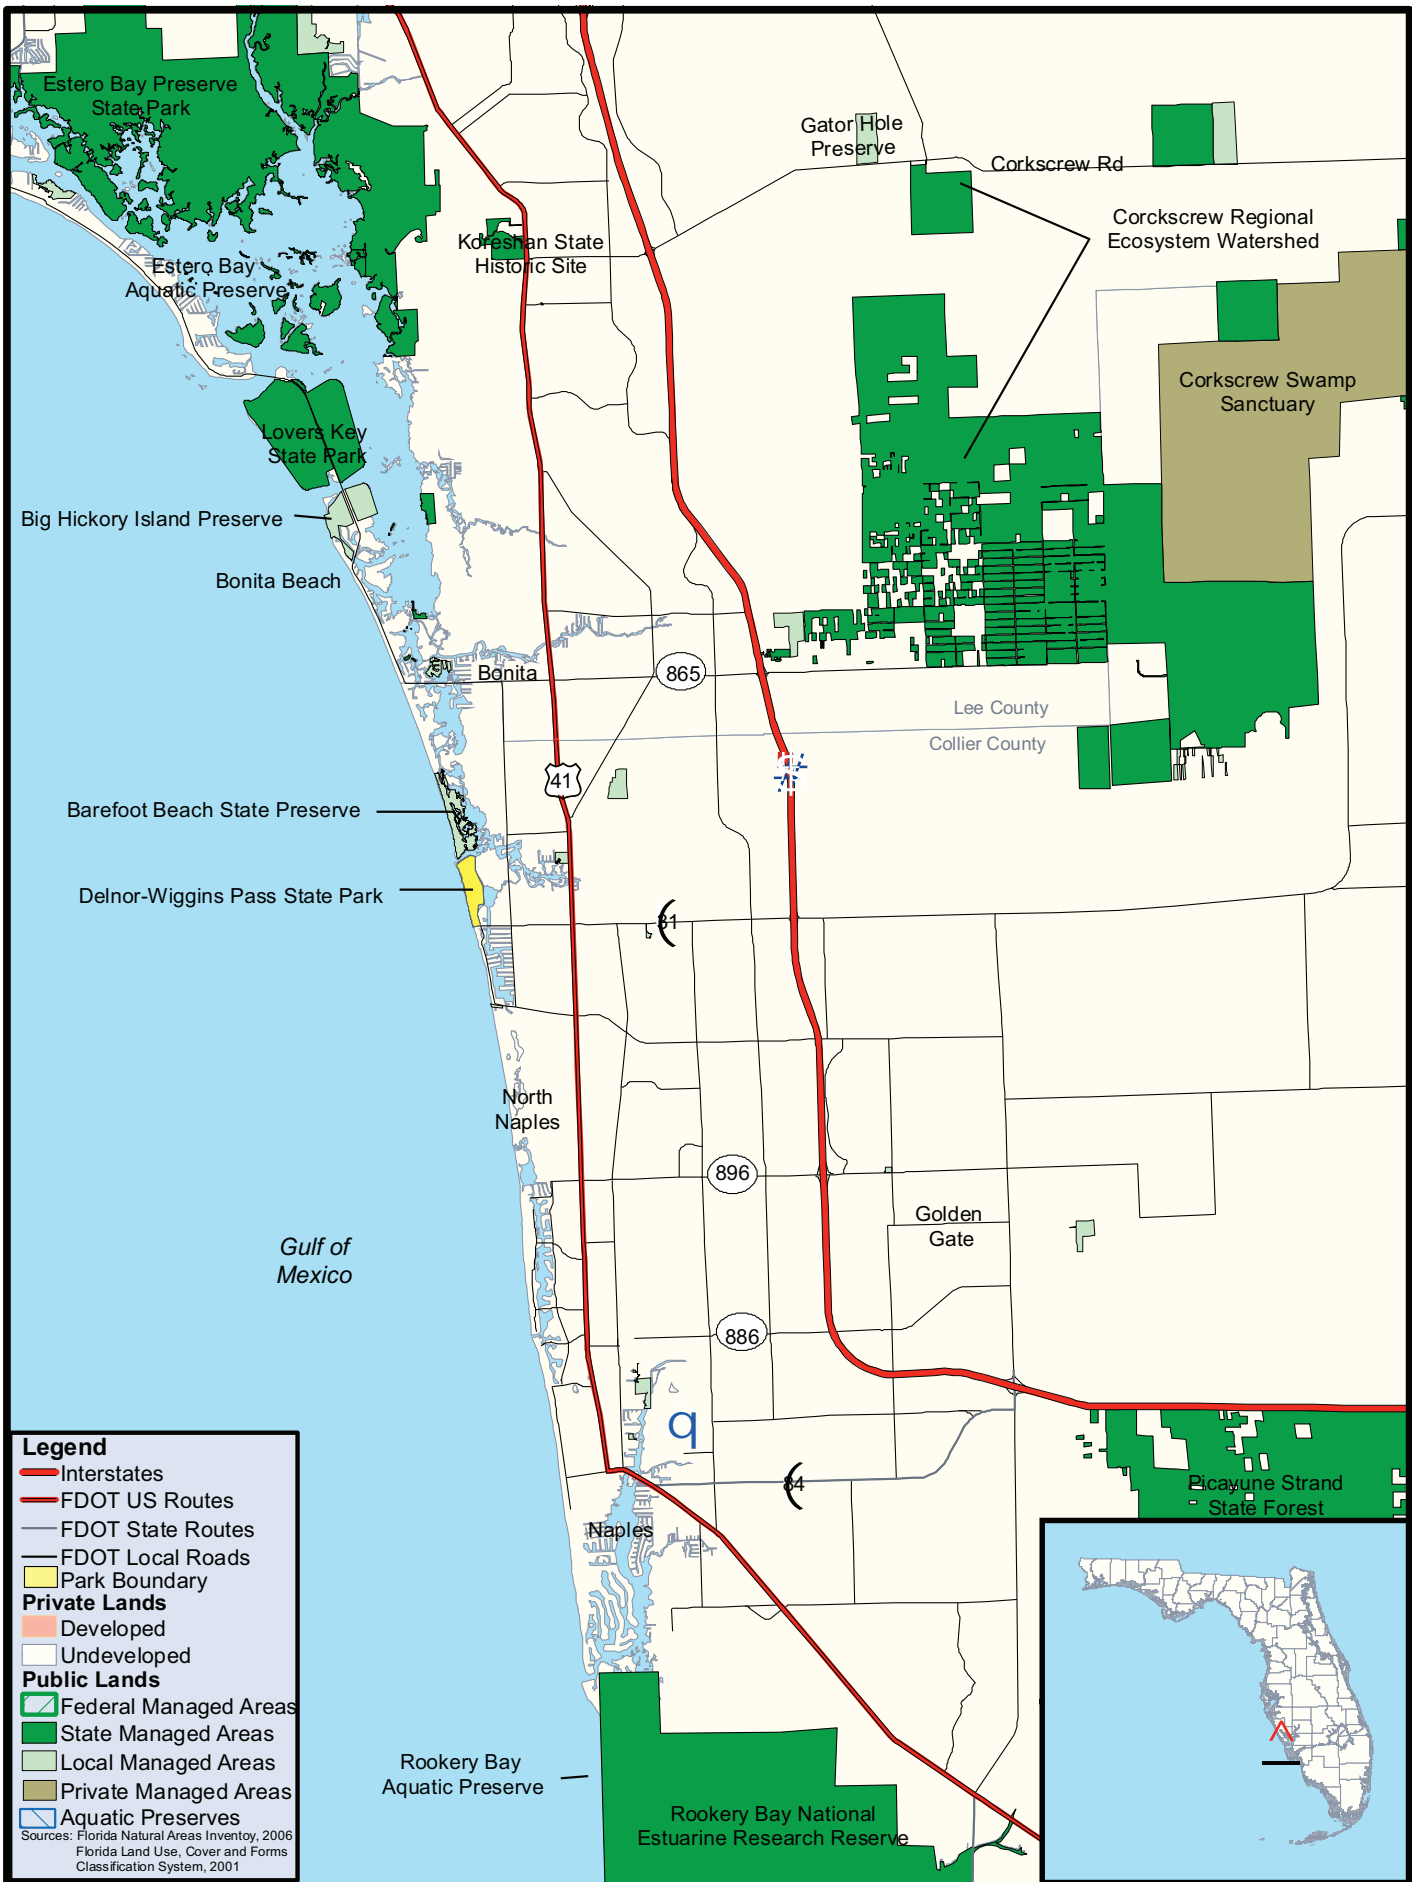 Estero Bay Preserve
State Park
Gator Hole
Preserve
Corkscrew Rd
Corckscrew Regional
Ecosystem Watershed
Koreshan State
Historic Site
Estero Bay
Aquatic Preserve
Corkscrew Swamp
Sanctuary
Lovers Key
State Park
Big Hickory Island Preserve
Bonita Beach
Bonita
865
Lee County
Collier County
41
Barefoot Beach State Preserve
Delnor-Wiggins Pass State Park
31
North
Naples
896
Golden
Gate
Gulf of
Mexico
886
q
84
Picayune Strand
State Forest
Naples
Rookery Bay
Aquatic Preserve
Rookery Bay National
Estuarine Research Reserve
Legend
Interstates
FDOT US Routes
FDOT State Routes
FDOT Local Roads
Park Boundary
Private Lands
Developed
Undeveloped
Public Lands
Federal Managed Areas
State Managed Areas
Local Managed Areas
Private Managed Areas
Aquatic Preserves
Sources: Florida Natural Areas Inventoy, 2006
Florida Land Use, Cover and Forms
Classification System, 2001